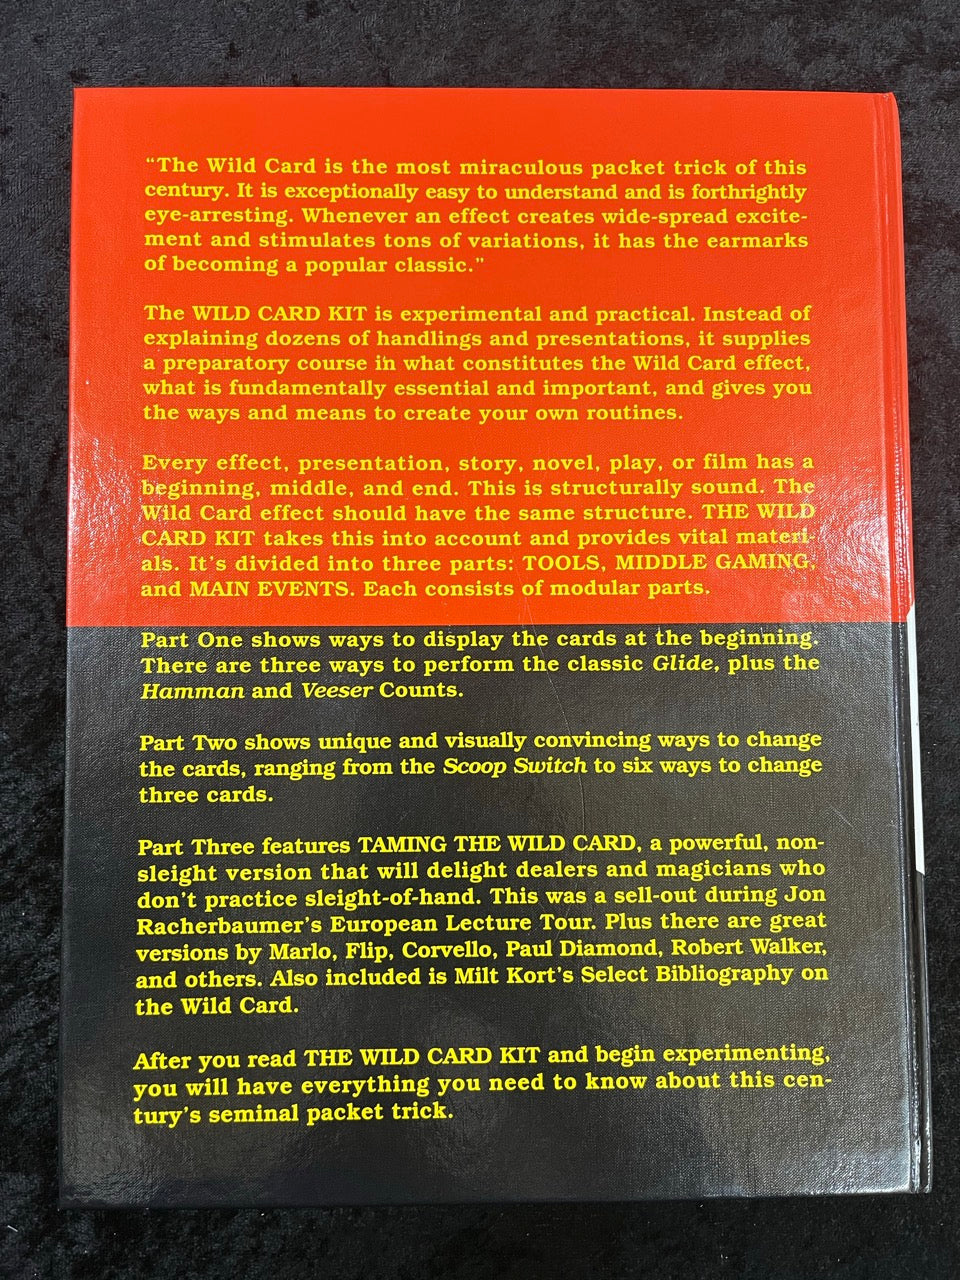 “The Wild Card is the most miraculous packet trick of this
century. It is exceptionally easy to understand and is forthrightly
eye-arresting. Whenever an effect creates wide-spread excite-
ment and stimulates tons of variations, it has the earmarks
of becoming a popular classic.”
The WILD CARD KIT is experimental and practical. Instead of
explaining dozens of handlings and presentations, it supplies
a preparatory course in what constitutes the Wild Card effect,
what is fundamentally essential and important, and gives you
the ways and means to create your own routines.
Every effect, presentation, story, novel, play, or film has a
beginning, middle, and end. This is structurally sound. The
Wild Card effect should have the same structure. THE WILD
CARD KIT takes this into account and provides vital materi-
als. It's divided into three parts: TOOLS, MIDDLE GAMING,
and MAIN EVENTS. Each consists of modular parts.
Part One shows ways to display the cards at the beginning.
There are three ways to perform the classic Glide, plus the
Hamman and Veeser Counts.
Part Two shows unique and visually convincing ways to change
the cards, ranging from the Scoop Switch to six ways to change
three cards.
Part Three features TAMING THE WILD CARD, a powerful, non-
sleight version that will delight dealers and magicians who
don't practice sleight-of-hand. This was a sell-out during Jon
Racherbaumer's European Lecture Tour. Plus there are great
versions by Marlo, Flip, Corvello, Paul Diamond, Robert Walker,
and others. Also included is Milt Kort's Select Bibliography on
the Wild Card.
After you read THE WILD CARD KIT and begin experimenting,
you will have everything you need to know about this cen-
tury's seminal packet trick.